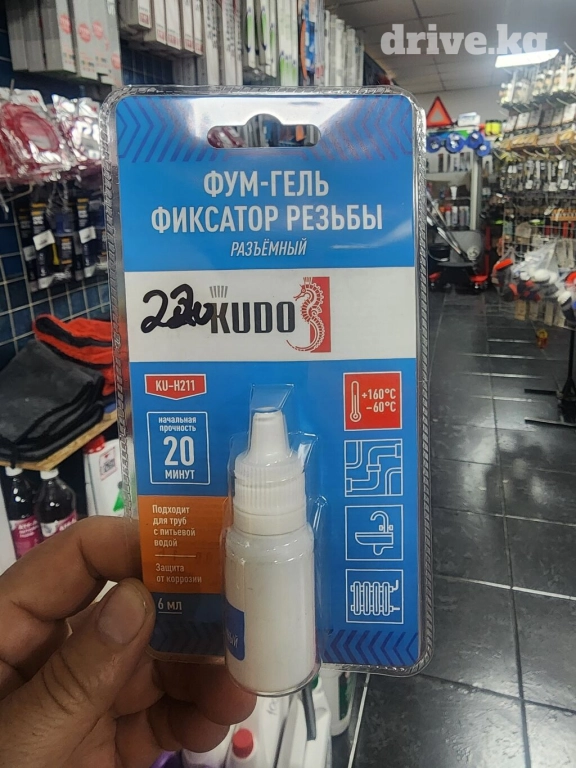 drive.kg
ФУМ-ГЕЛЬ
ФИКСАТОР РЕЗЬБЫ
РАЗЪЁМНЫЙ
KUDO
KU-H211
+160°C
-60°C
начальная
прочность
20
МИНУТ
Подходит
для труб
с питьевой
водой
Защита
от коррозии
6 мл